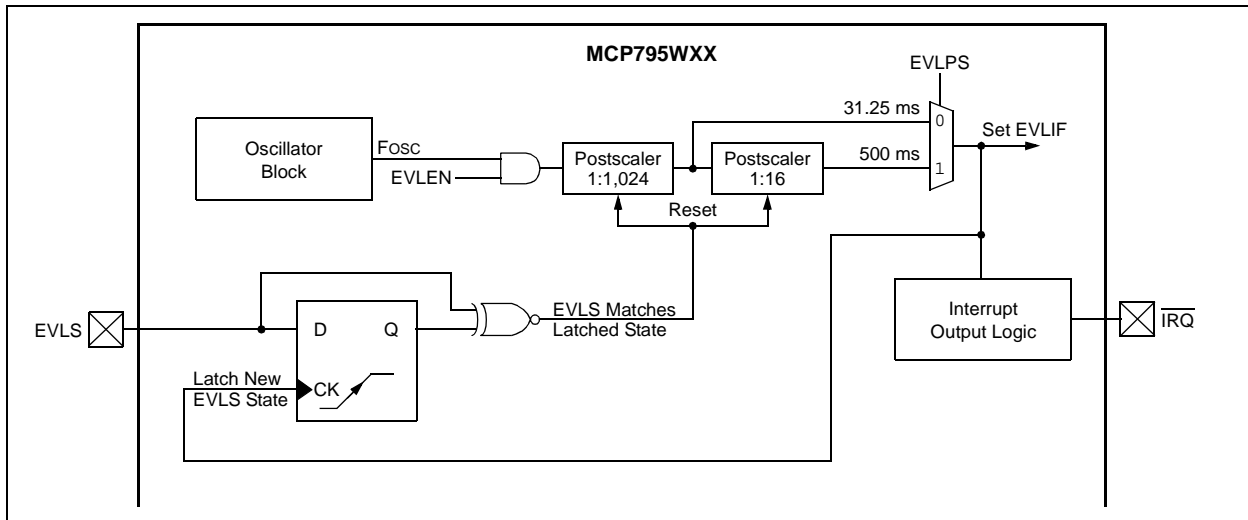 MCP795WXX
EVLPS
31.25 ms
0
Set EVLIF
Oscillator
Block
FOSC
EVLEN
Postscaler
1:1,024
Postscaler
1:16
500 ms
1
Reset
EVLS
D
Q
CK
EVLS Matches
Latched State
Latch New
EVLS State
Interrupt
Output Logic
IRQ